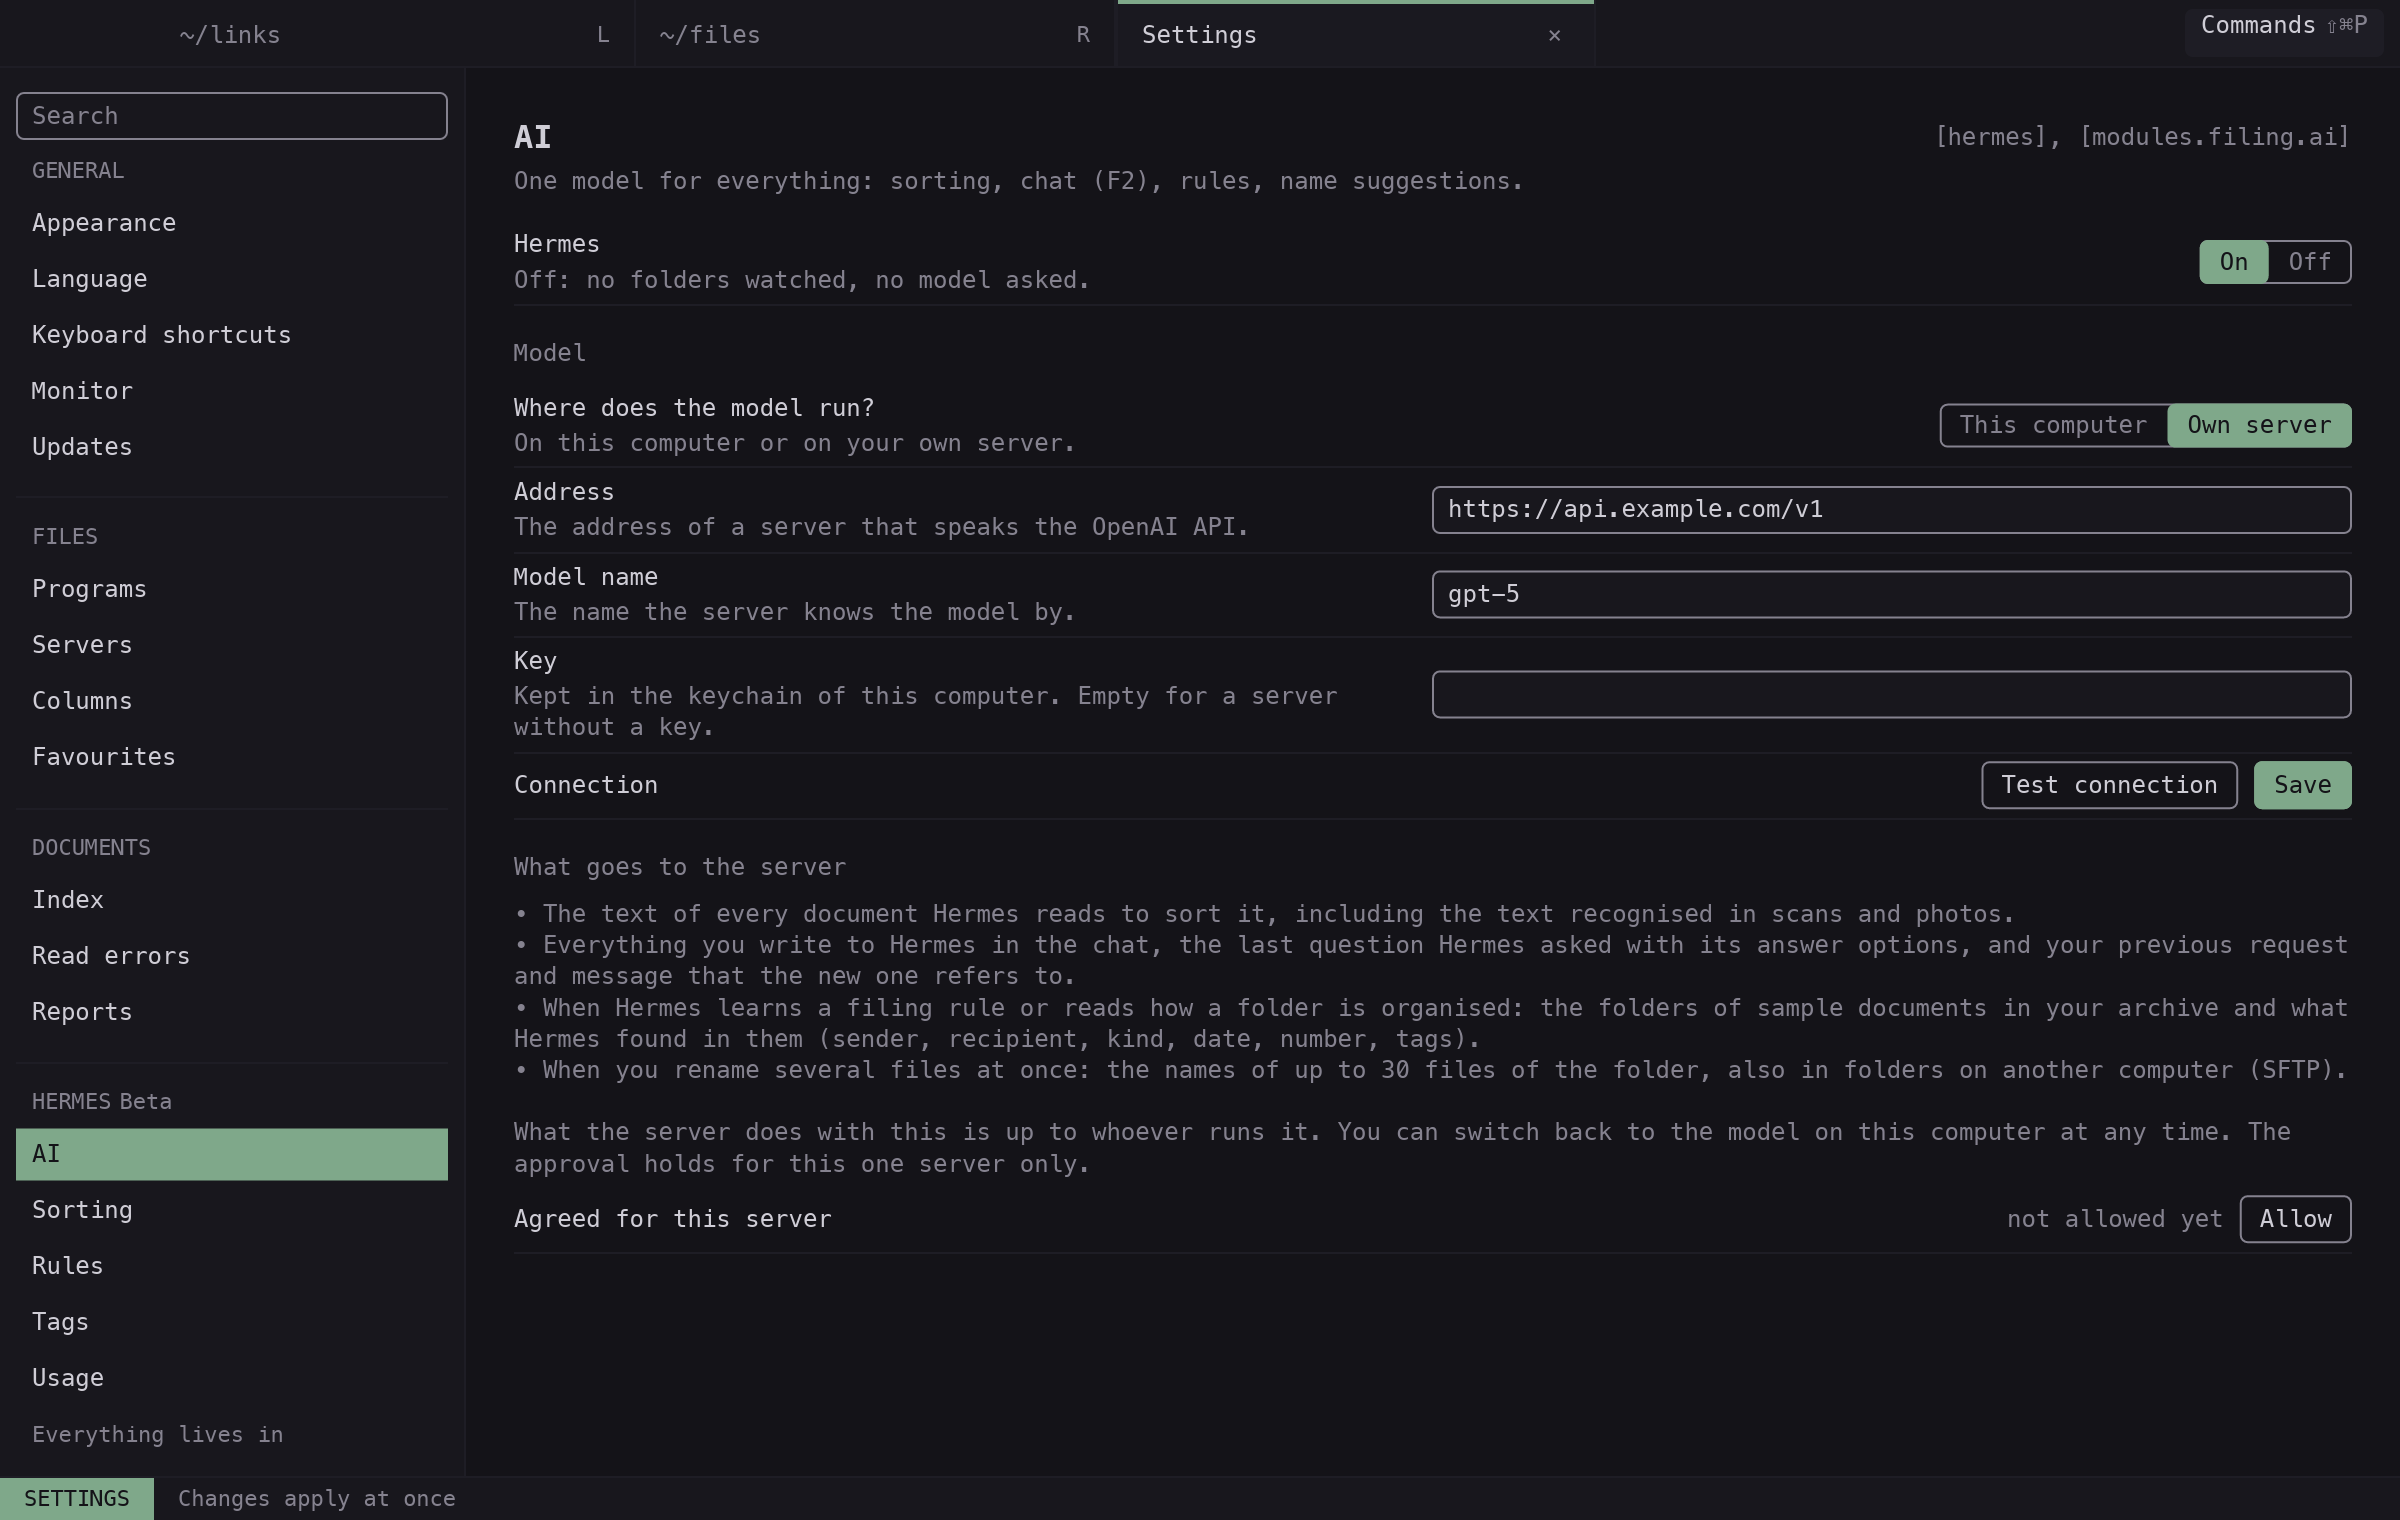 ~/links L ~/files R Settings × Commands ⇧⌘P
Search
GENERAL
Appearance
Language
Keyboard shortcuts
Monitor
Updates
FILES
Programs
Servers
Columns
Favourites
DOCUMENTS
Index
Read errors
Reports
HERMES Beta
AI
Sorting
Rules
Tags
Usage
Everything lives in
AI [hermes], [modules.filing.ai]
One model for everything: sorting, chat (F2), rules, name suggestions.
Hermes
Off: no folders watched, no model asked.
On Off
Model
Where does the model run?
On this computer or on your own server.
This computer Own server
Address
The address of a server that speaks the OpenAI API.
https://api.example.com/v1
Model name
The name the server knows the model by.
gpt-5
Key
Kept in the keychain of this computer. Empty for a server
without a key.
Connection Test connection Save
What goes to the server
• The text of every document Hermes reads to sort it, including the text recognised in scans and photos.
• Everything you write to Hermes in the chat, the last question Hermes asked with its answer options, and your previous request
and message that the new one refers to.
• When Hermes learns a filing rule or reads how a folder is organised: the folders of sample documents in your archive and what
Hermes found in them (sender, recipient, kind, date, number, tags).
• When you rename several files at once: the names of up to 30 files of the folder, also in folders on another computer (SFTP).
What the server does with this is up to whoever runs it. You can switch back to the model on this computer at any time. The
approval holds for this one server only.
Agreed for this server not allowed yet Allow
SETTINGS Changes apply at once